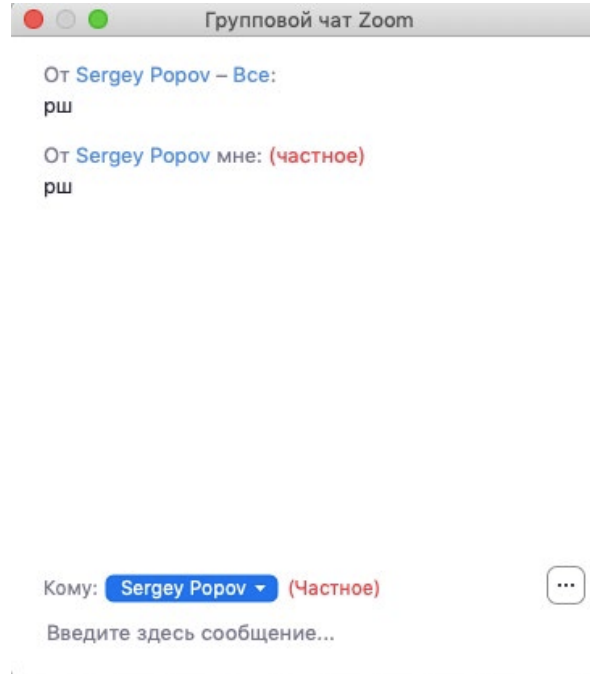 Групповой чат Zoom
От Sergey Popov – Все:
рш
От Sergey Popov мне: (частное)
рш
Кому: Sergey Popov (Частное) ...
Введите здесь сообщение...